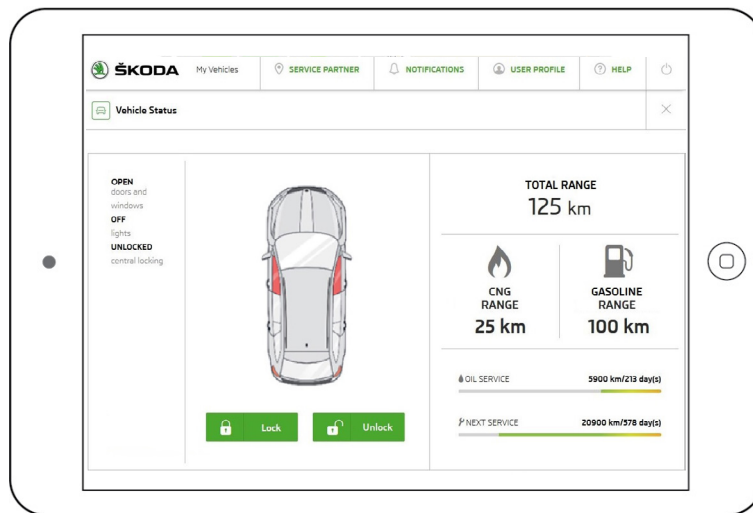 ŠKODA
My Vehicles
SERVICE PARTNER
NOTIFICATIONS
USER PROFILE
HELP
Vehicle Status
OPEN
doors and
windows
OFF
lights
UNLOCKED
central locking
Lock
Unlock
TOTAL RANGE
125 km
CNG
RANGE
25 km
GASOLINE
RANGE
100 km
OIL SERVICE
5900 km/213 day(s)
NEXT SERVICE
20900 km/578 day(s)